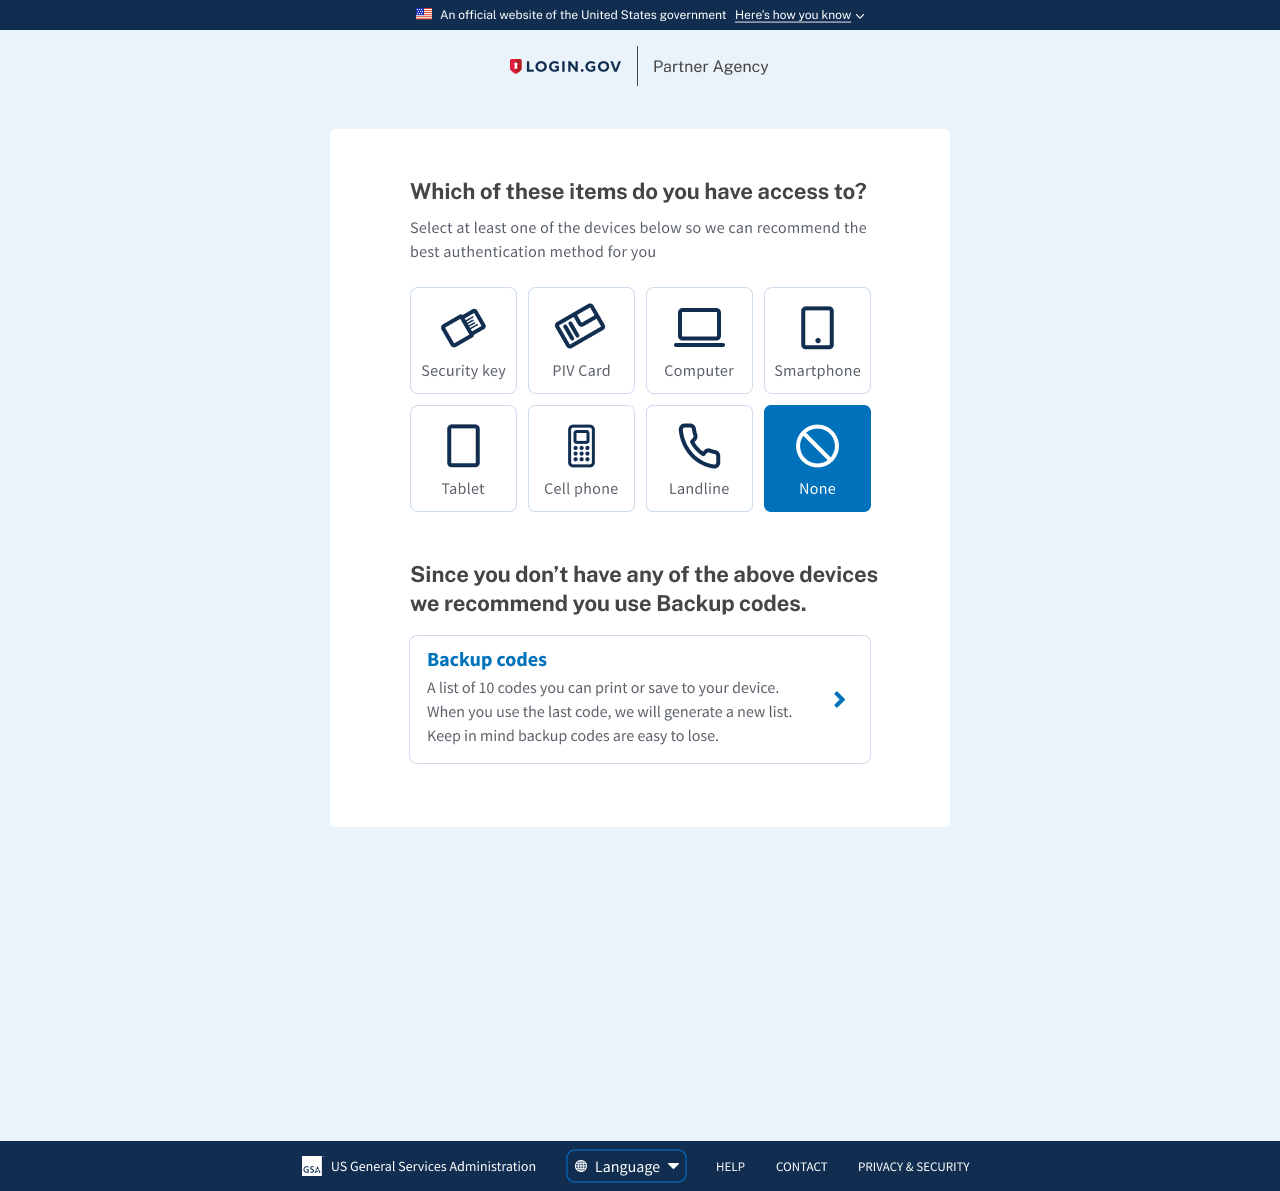 An official website of the United States government Here's how you know
LOGIN.GOV Partner Agency
Which of these items do you have access to?
Select at least one of the devices below so we can recommend the
best authentication method for you
Security key PIV Card Computer Smartphone
Tablet Cell phone Landline None
Since you don’t have any of the above devices
we recommend you use Backup codes.
Backup codes
A list of 10 codes you can print or save to your device.
When you use the last code, we will generate a new list.
Keep in mind backup codes are easy to lose.
GSA US General Services Administration Language HELP CONTACT PRIVACY & SECURITY